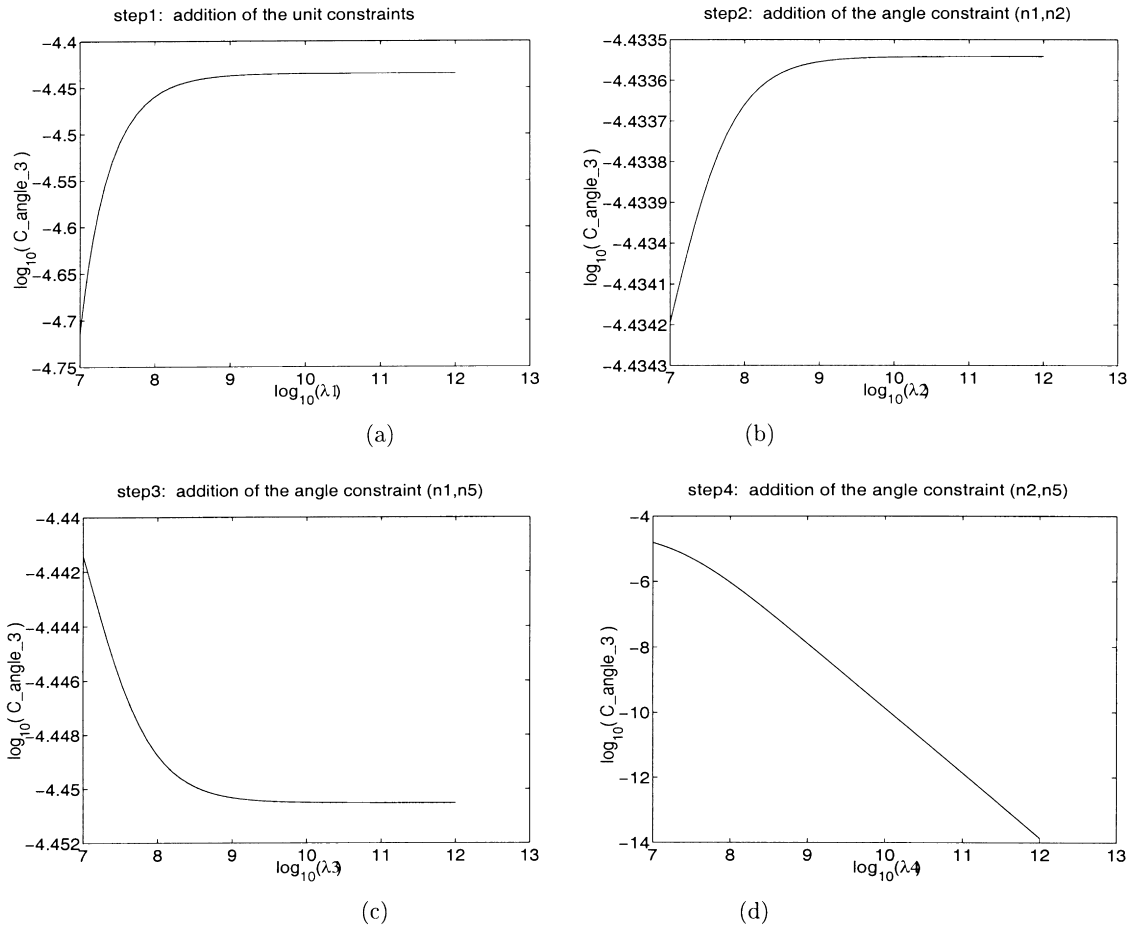 step1: addition of the unit constraints
log10( C_angle_3 )
-4.4
-4.45
-4.5
-4.55
-4.6
-4.65
-4.7
-4.75
7 8 9 10 11 12 13
log10(λ1)
(a)
step2: addition of the angle constraint (n1,n2)
log10( C_angle_3 )
-4.4335
-4.4336
-4.4337
-4.4338
-4.4339
-4.434
-4.4341
-4.4342
-4.4343
7 8 9 10 11 12 13
log10(λ2)
(b)
step3: addition of the angle constraint (n1,n5)
log10( C_angle_3 )
-4.44
-4.442
-4.444
-4.446
-4.448
-4.45
-4.452
7 8 9 10 11 12 13
log10(λ3)
(c)
step4: addition of the angle constraint (n2,n5)
log10( C_angle_3 )
-4
-6
-8
-10
-12
-14
7 8 9 10 11 12 13
log10(λ4)
(d)